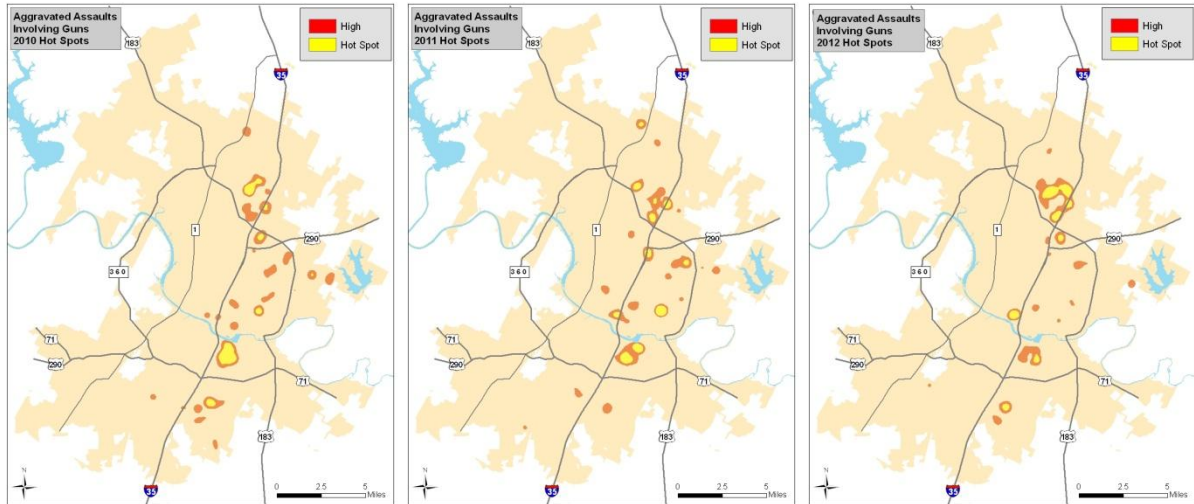 Aggravated Assaults
Involving Guns
2010 Hot Spots
High
Hot Spot
183
35
1
290
360
71
290
71
183
35
N
0 2.5 5
Miles
Aggravated Assaults
Involving Guns
2011 Hot Spots
High
Hot Spot
183
35
1
290
360
71
290
71
183
35
N
0 2.5 5
Miles
Aggravated Assaults
Involving Guns
2012 Hot Spots
High
Hot Spot
183
35
1
290
360
71
290
71
183
35
N
0 2.5 5
Miles